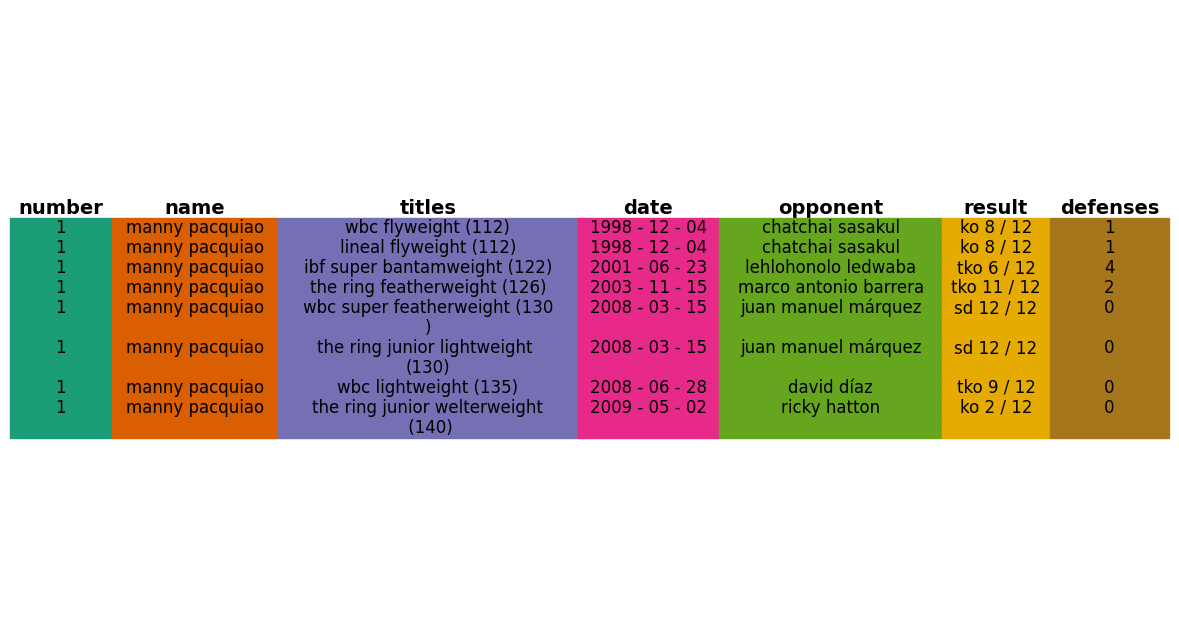 number name titles date opponent result defenses
1 manny pacquiao wbc flyweight (112) 1998 - 12 - 04 chatchai sasakul ko 8 / 12 1
1 manny pacquiao lineal flyweight (112) 1998 - 12 - 04 chatchai sasakul ko 8 / 12 1
1 manny pacquiao ibf super bantamweight (122) 2001 - 06 - 23 lehlohonolo ledwaba tko 6 / 12 4
1 manny pacquiao the ring featherweight (126) 2003 - 11 - 15 marco antonio barrera tko 11 / 12 2
1 manny pacquiao wbc super featherweight (130 2008 - 03 - 15 juan manuel márquez sd 12 / 12 0
)
1 manny pacquiao the ring junior lightweight 2008 - 03 - 15 juan manuel márquez sd 12 / 12 0
(130)
1 manny pacquiao wbc lightweight (135) 2008 - 06 - 28 david díaz tko 9 / 12 0
1 manny pacquiao the ring junior welterweight 2009 - 05 - 02 ricky hatton ko 2 / 12 0
(140)